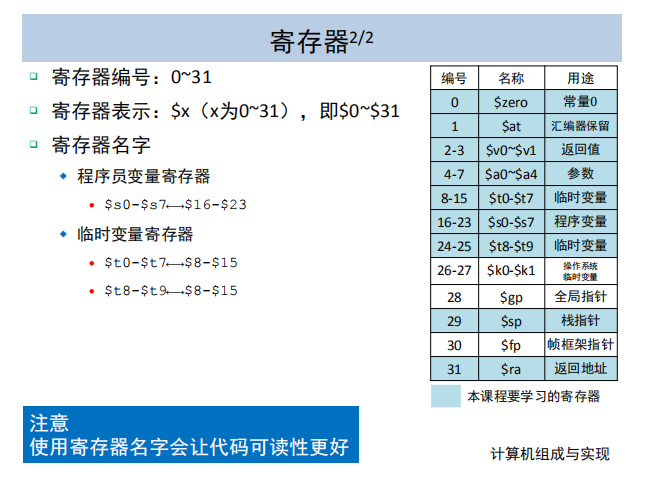 寄存器2/2
寄存器编号：0~31
寄存器表示：$x（x为0~31），即$0~$31
寄存器名字
程序员变量寄存器
$s0-$s7⟷$16-$23
临时变量寄存器
$t0-$t7⟷$8-$15
$t8-$t9⟷$8-$15
编号 名称 用途
0 $zero 常量0
1 $at 汇编器保留
2-3 $v0~$v1 返回值
4-7 $a0~$a4 参数
8-15 $t0-$t7 临时变量
16-23 $s0-$s7 程序变量
24-25 $t8-$t9 临时变量
26-27 $k0-$k1 操作系统
临时变量
28 $gp 全局指针
29 $sp 栈指针
30 $fp 帧框架指针
31 $ra 返回地址
本课程要学习的寄存器
注意
使用寄存器名字会让代码可读性更好
计算机组成与实现